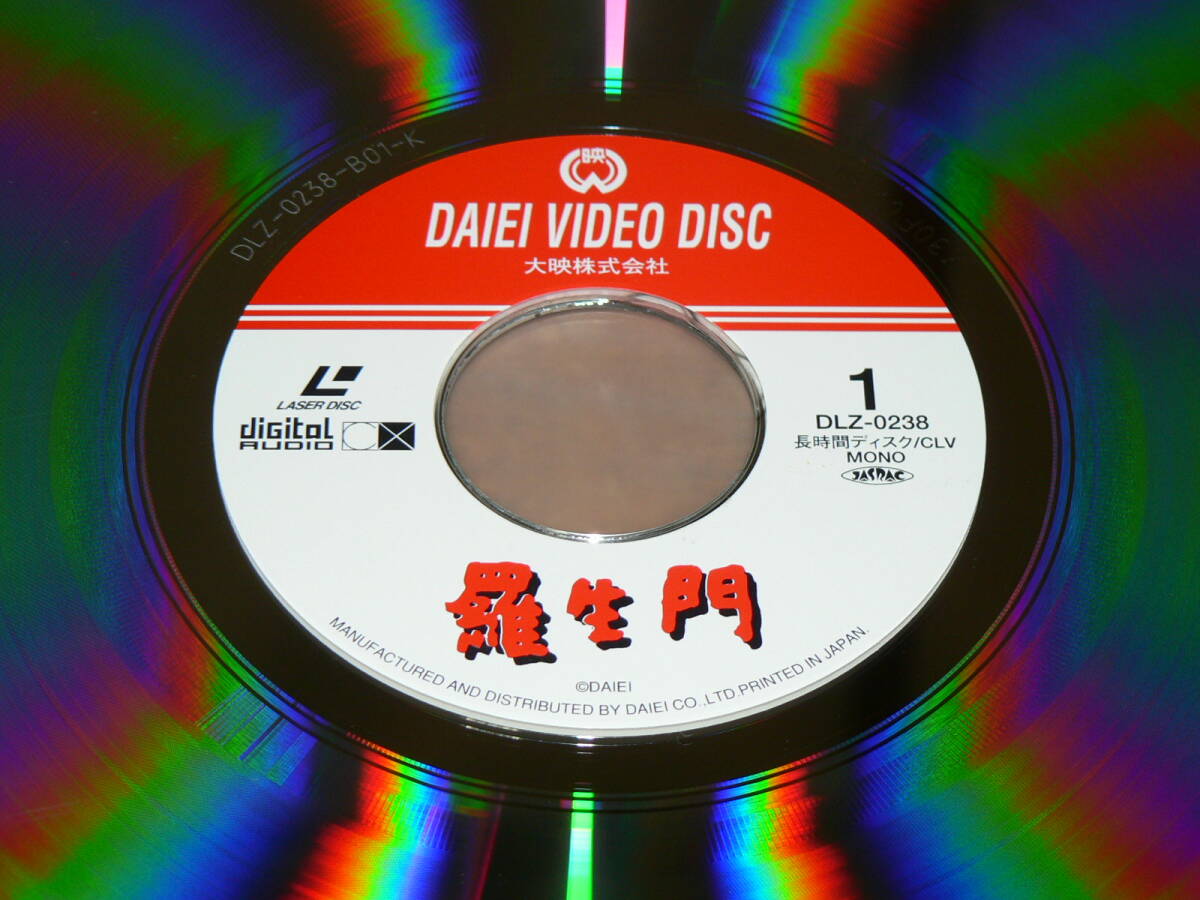 DLZ-0238-B01-K
映
DAIEI VIDEO DISC
大映株式会社
LASER DISC
digital
AUDIO
CX
1
DLZ-0238
長時間ディスク/CLV
MONO
JASRAC
羅生門
©DAIEI
MANUFACTURED AND DISTRIBUTED BY DAIEI CO.,LTD.PRINTED IN JAPAN.